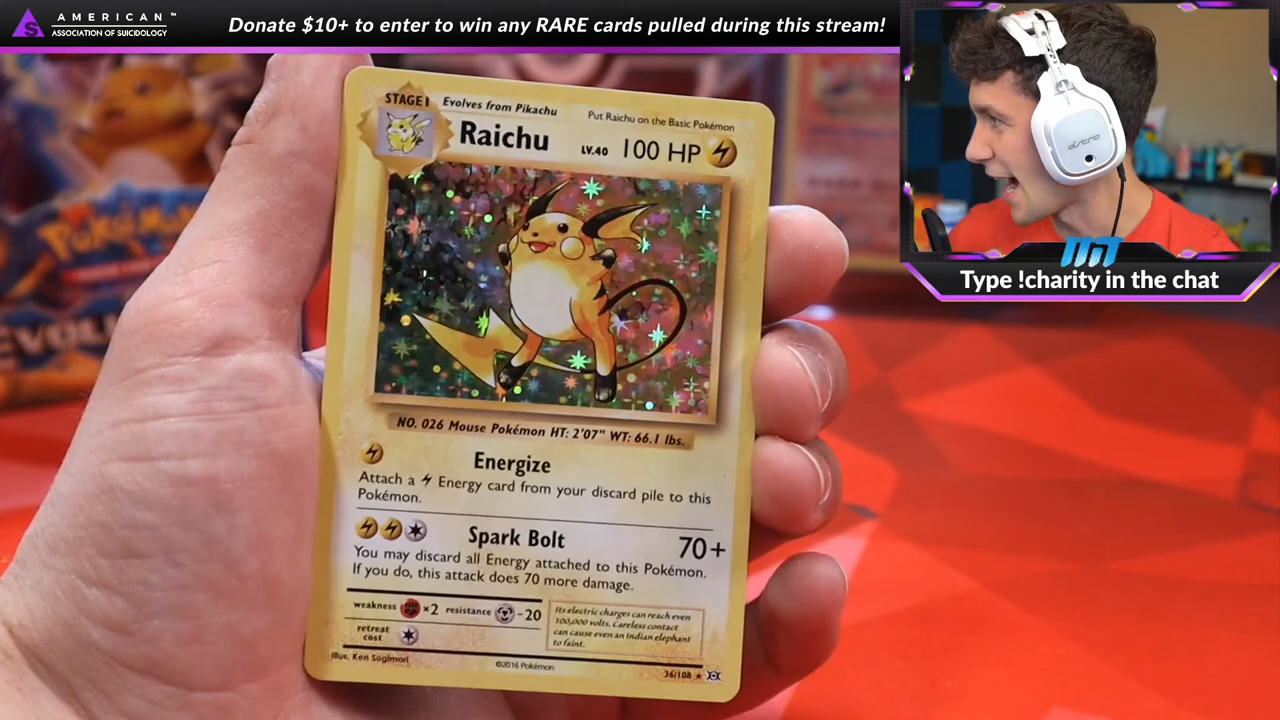 AMERICAN™
ASSOCIATION OF SUICIDOLOGY
Donate $10+ to enter to win any RARE cards pulled during this stream!
astro
Type !charity in the chat
STAGE 1 Evolves from Pikachu
Put Raichu on the Basic Pokémon
Raichu LV.40 100 HP
NO. 026 Mouse Pokémon HT: 2'07" WT: 66.1 lbs.
Energize
Attach a Energy card from your discard pile to this
Pokémon.
Spark Bolt 70+
You may discard all Energy attached to this Pokémon.
If you do, this attack does 70 more damage.
weakness ×2 resistance -20
retreat
cost
Its electric charges can reach even
100,000 volts. Careless contact
can cause even an Indian elephant
to faint.
Illus. Ken Sugimori
©2016 Pokémon
36/108 ★
POKéMON
EVOLU